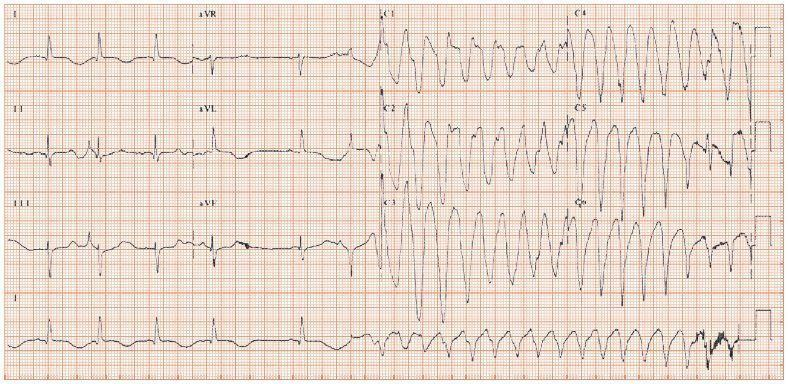 I aVR C1 C4
II aVL C2 C5
III aVF C3 C6
I